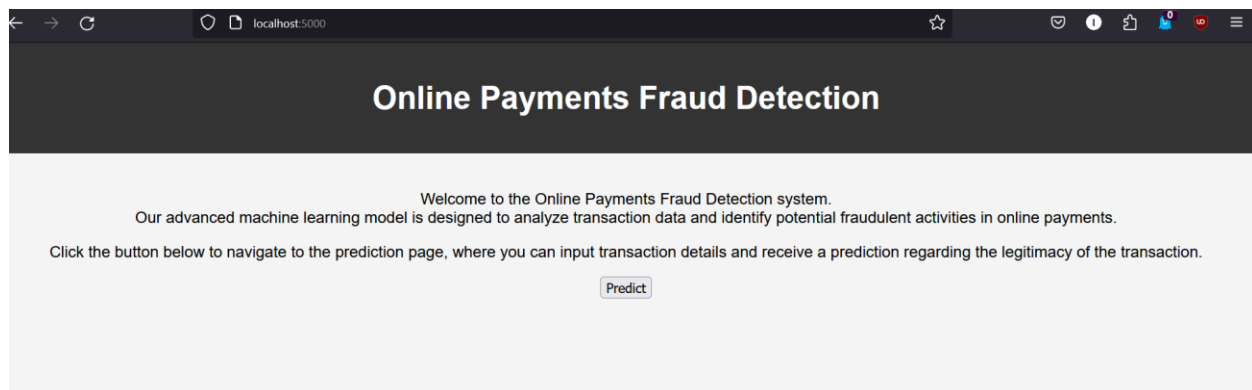 localhost:5000
0
Online Payments Fraud Detection
Welcome to the Online Payments Fraud Detection system.
Our advanced machine learning model is designed to analyze transaction data and identify potential fraudulent activities in online payments.
Click the button below to navigate to the prediction page, where you can input transaction details and receive a prediction regarding the legitimacy of the transaction.
Predict